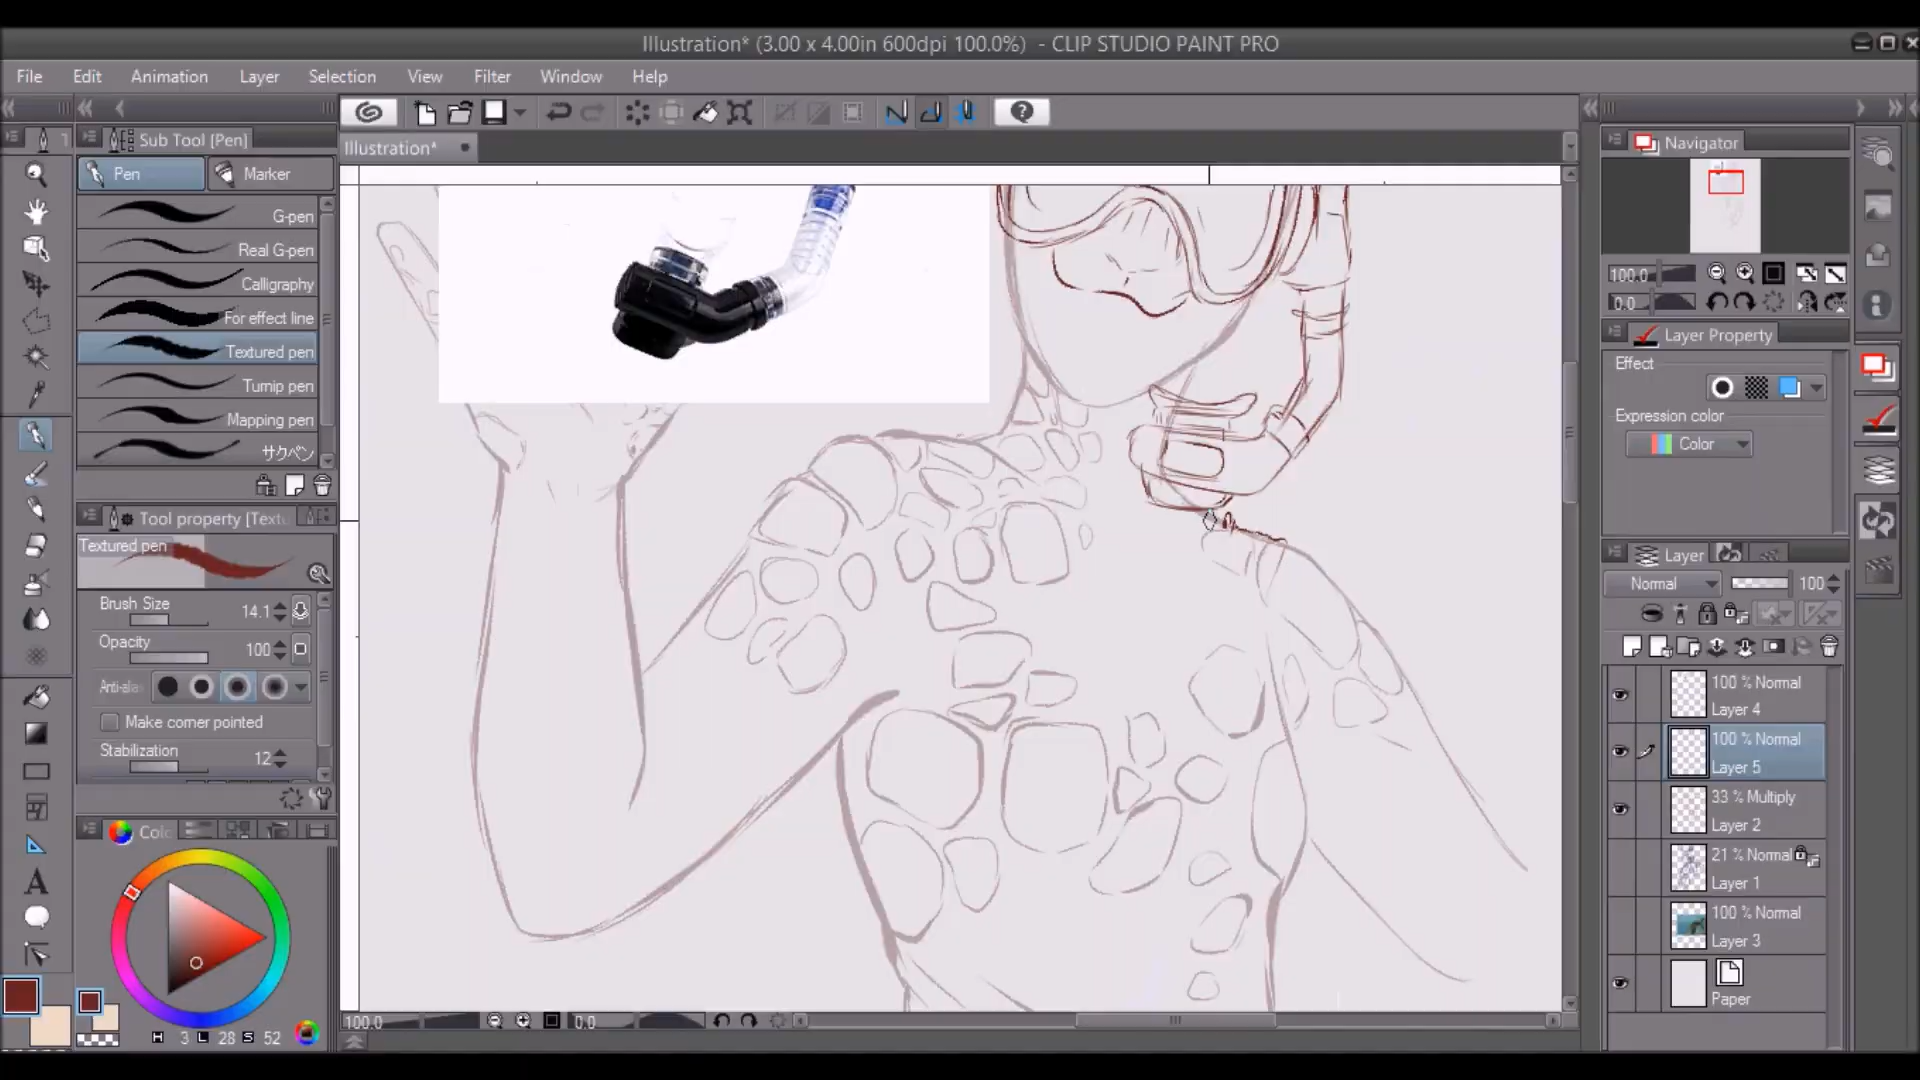 Illustration* (3.00 x 4.00in 600dpi 100.0%) - CLIP STUDIO PAINT PRO
File Edit Animation Layer Selection View Filter Window Help
Sub Tool [Pen]
Illustration*
Navigator
Pen Marker
G-pen
Real G-pen
Calligraphy
For effect line
Textured pen
Turnip pen
Mapping pen
サクペン
100.0
0.0
Layer Property
Effect
Expression color
Color
Tool property [Textu
Textured pen
Brush Size 14.1
Opacity 100
Anti-alias
Make corner pointed
Stabilization 12
Layer
Normal 100
100 % Normal
Layer 4
100 % Normal
Layer 5
33 % Multiply
Layer 2
21 % Normal
Layer 1
100 % Normal
Layer 3
Paper
Colo
H 3 L 28 S 52
100.0 0.0